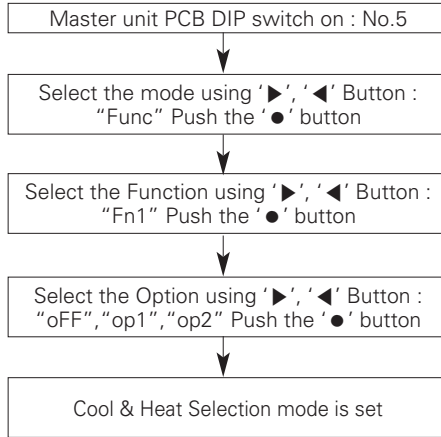 Master unit PCB DIP switch on : No.5
Select the mode using ‘▶’, ‘◀’ Button :
“Func” Push the ‘●’ button
Select the Function using ‘▶’, ‘◀’ Button :
“Fn1” Push the ‘●’ button
Select the Option using ‘▶’, ‘◀’ Button :
“oFF”,“op1”,“op2” Push the ‘●’ button
Cool & Heat Selection mode is set